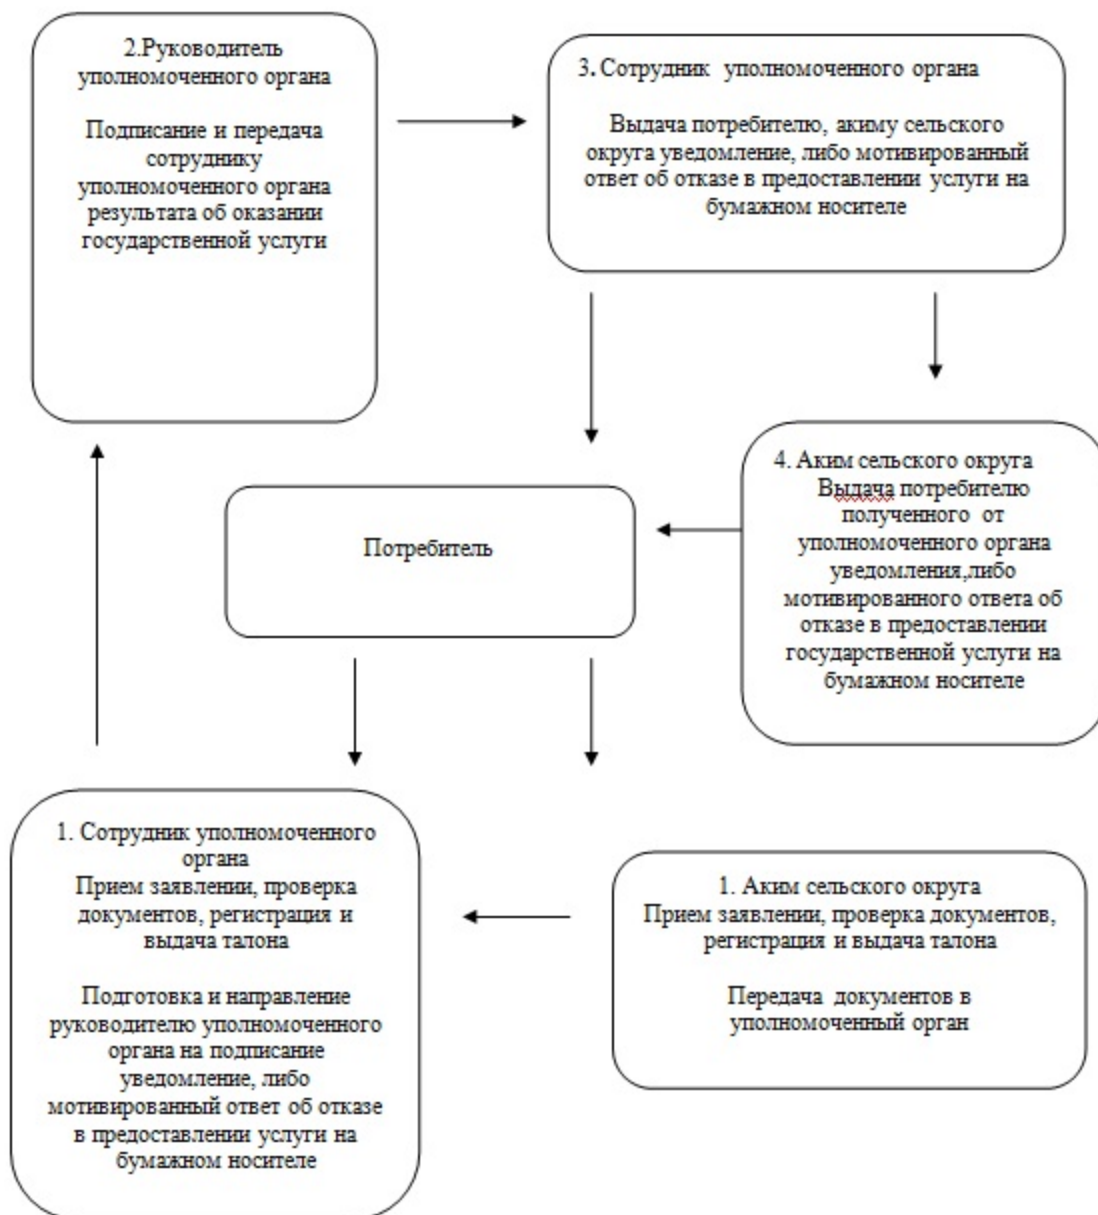 2.Руководитель
уполномоченного органа
Подписание и передача
сотруднику
уполномоченного органа
результата об оказании
государственной услуги
3. Сотрудник уполномоченного органа
Выдача потребителю, акиму сельского
округа уведомление, либо мотивированный
ответ об отказе в предоставлении услуги на
бумажном носителе
4. Аким сельского округа
Выдача потребителю
полученного от
уполномоченного органа
уведомления,либо
мотивированного ответа об
отказе в предоставлении
государственной услуги на
бумажном носителе
Потребитель
1. Сотрудник уполномоченного
органа
Прием заявлении, проверка
документов, регистрация и
выдача талона
Подготовка и направление
руководителю уполномоченного
органа на подписание
уведомление, либо
мотивированный ответ об отказе
в предоставлении услуги на
бумажном носителе
1. Аким сельского округа
Прием заявлении, проверка документов,
регистрация и выдача талона
Передача документов в
уполномоченный орган